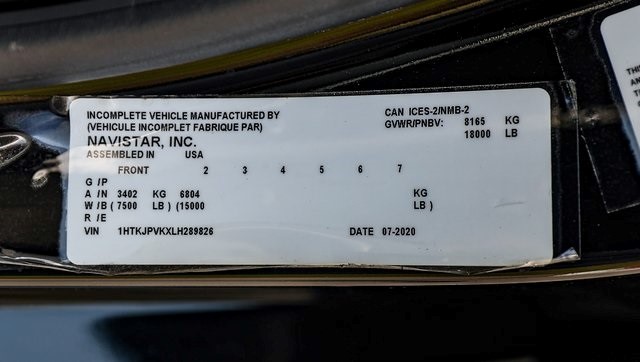 INCOMPLETE VEHICLE MANUFACTURED BY
(VEHICULE INCOMPLET FABRIQUE PAR)
NAVISTAR, INC.
ASSEMBLED IN USA
CAN ICES-2/NMB-2
GVWR/PNBV: 8165 KG
18000 LB
FRONT 2 3 4 5 6 7
G /P
A /N 3402 KG 6804 KG
W /B ( 7500 LB ) (15000 LB )
R /E
VIN 1HTKJPVKXLH289826 DATE 07-2020
THIS